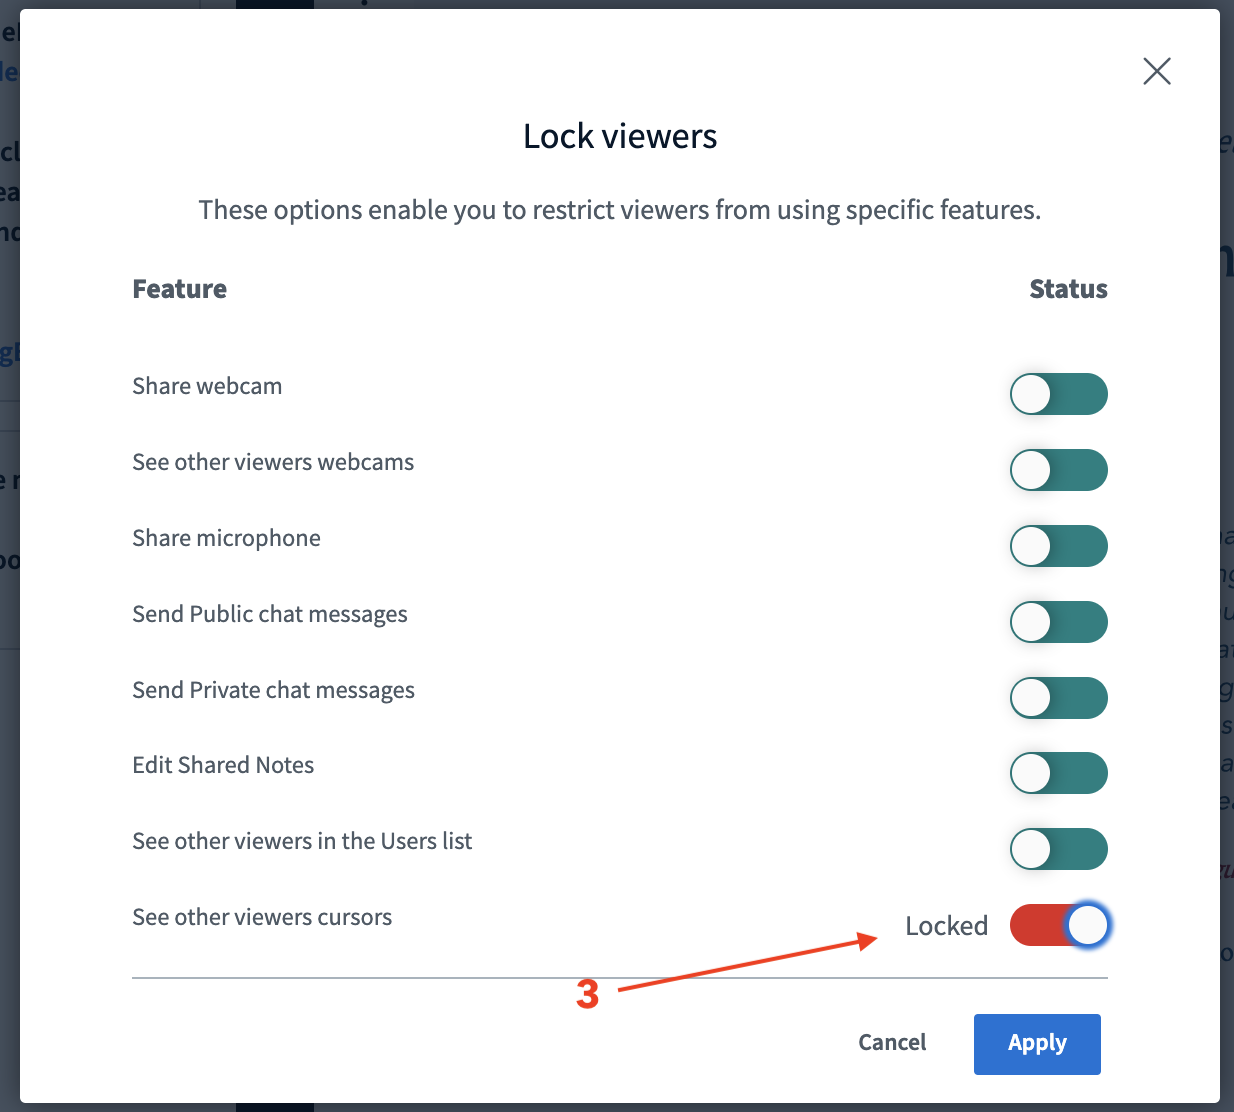 Lock viewers
These options enable you to restrict viewers from using specific features.
Feature Status
Share webcam
See other viewers webcams
Share microphone
Send Public chat messages
Send Private chat messages
Edit Shared Notes
See other viewers in the Users list
See other viewers cursors Locked
3
Cancel Apply